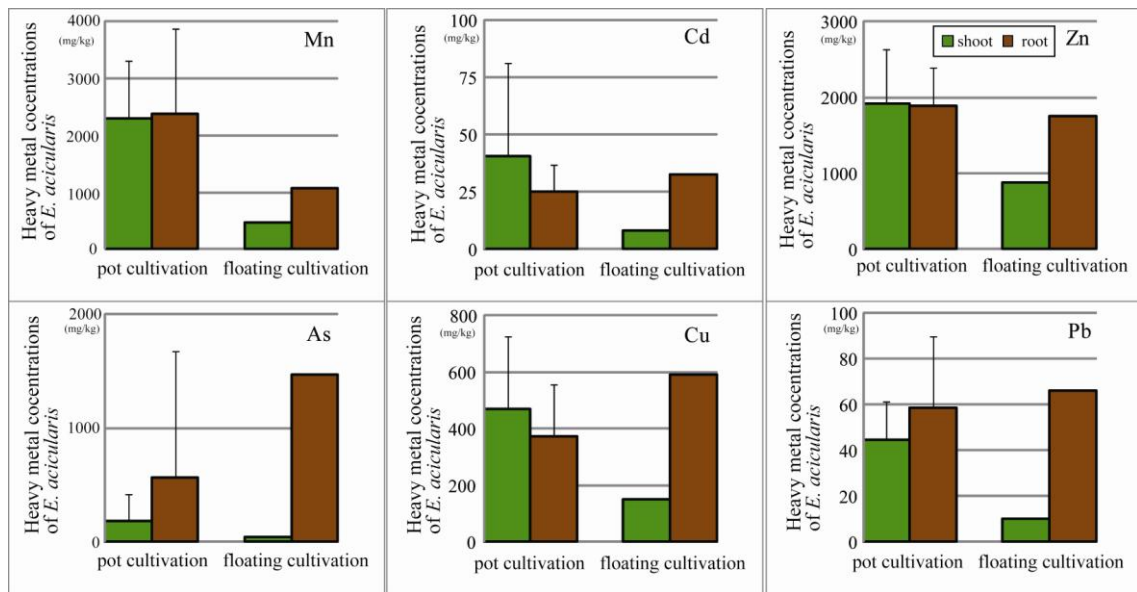 Heavy metal cocentrations
of E. acicularis
4000
(mg/kg)
3000
2000
1000
0
Mn
pot cultivation
floating cultivation
Heavy metal cocentrations
of E. acicularis
100
(mg/kg)
75
50
25
0
Cd
pot cultivation
floating cultivation
Heavy metal cocentrations
of E. acicularis
3000
(mg/kg)
2000
1000
0
shoot root
Zn
pot cultivation
floating cultivation
Heavy metal cocentrations
of E. acicularis
2000
(mg/kg)
1000
0
As
pot cultivation
floating cultivation
Heavy metal cocentrations
of E. acicularis
800
(mg/kg)
600
400
200
0
Cu
pot cultivation
floating cultivation
Heavy metal cocentrations
of E. acicularis
100
(mg/kg)
80
60
40
20
0
Pb
pot cultivation
floating cultivation